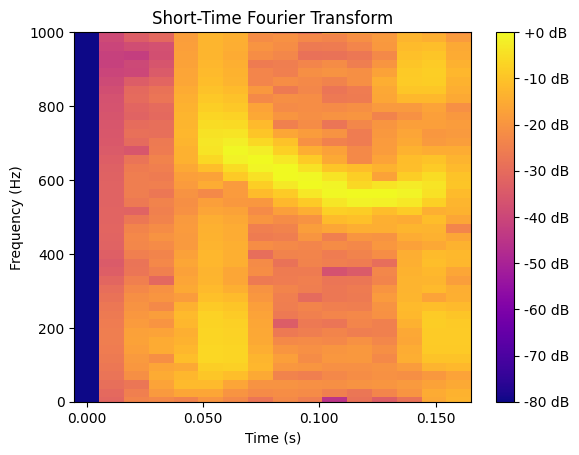 Short-Time Fourier Transform
Frequency (Hz)
1000
800
600
400
200
0
0.000 0.050 0.100 0.150
Time (s)
+0 dB
-10 dB
-20 dB
-30 dB
-40 dB
-50 dB
-60 dB
-70 dB
-80 dB